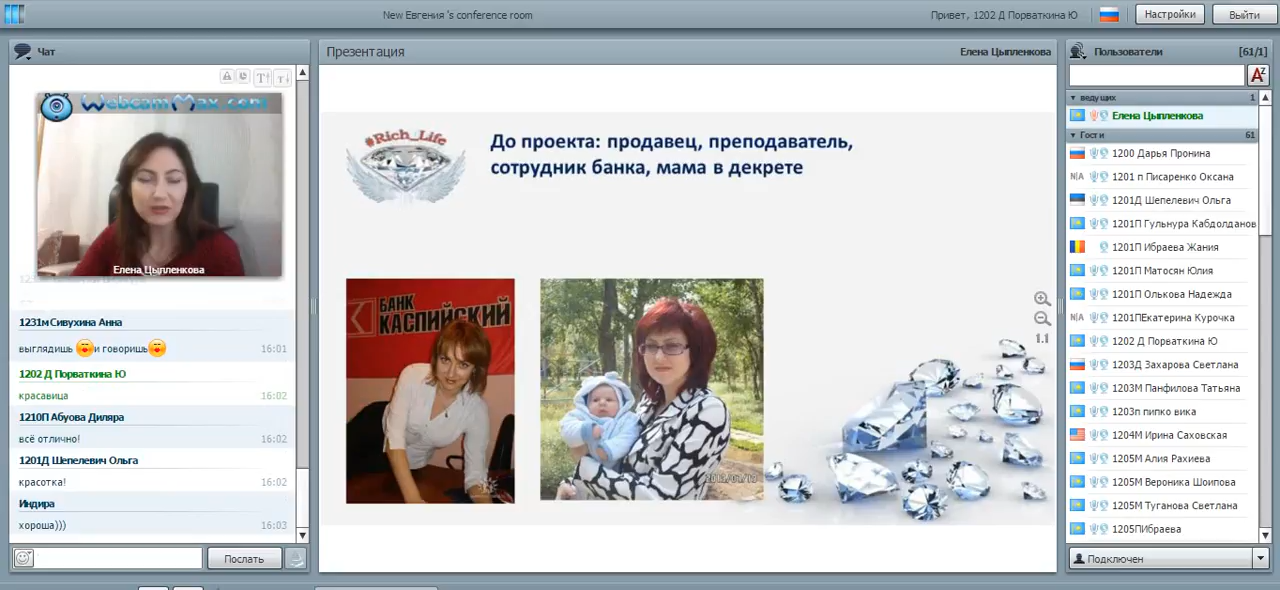 New Евгения 's conference room
Привет, 1202 Д Порваткина Ю
Настройки
Выйти
Чат
WebcamMax.com
Елена Цыпленкова
1231м Сивухина Анна
выглядишь и говоришь 16:01
1202 Д Порваткина Ю
красавица 16:02
1210П Абуова Диляра
всё отлично! 16:02
1201Д Шепелевич Ольга
красотка! 16:02
Индира
хороша))) 16:03
Послать
Презентация
Елена Цыпленкова
#Rich_Life
До проекта: продавец, преподаватель,
сотрудник банка, мама в декрете
БАНК
КАСПИЙСКИЙ
1.1
Пользователи [61/1]
ведущих 1
Елена Цыпленкова
Гости 61
1200 Дарья Пронина
N/A 1201 п Писаренко Оксана
1201Д Шепелевич Ольга
1201П Гульнура Кабдолданов
1201П Ибраева Жания
1201П Матосян Юлия
1201П Олькова Надежда
N/A 1201ПЕкатерина Курочка
1202 Д Порваткина Ю
1203Д Захарова Светлана
1203М Панфилова Татьяна
1203п пипко вика
1204М Ирина Саховская
1205М Алия Рахиева
1205М Вероника Шоипова
1205М Туганова Светлана
1205ПИбраева
Подключен